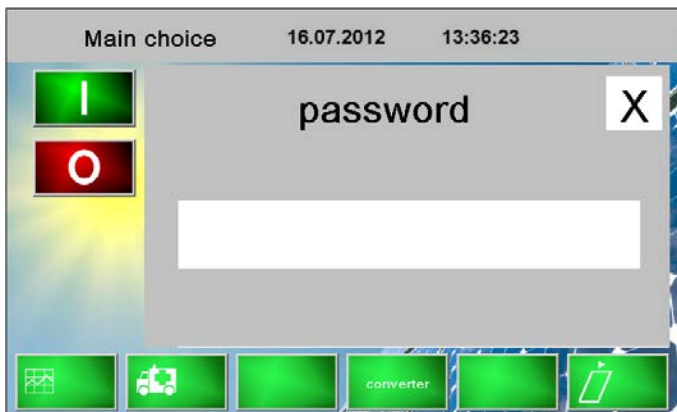 Main choice 16.07.2012 13:36:23
I
password X
O
converter